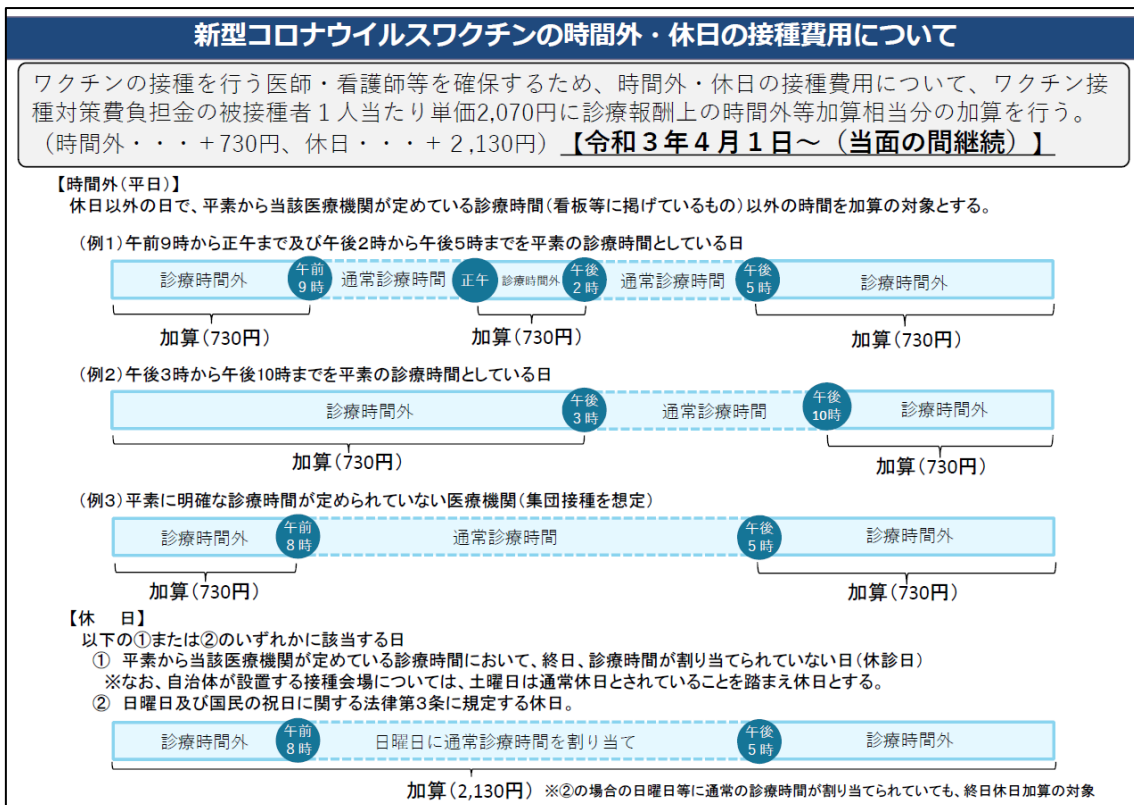 新型コロナウイルスワクチンの時間外・休日の接種費用について
ワクチンの接種を行う医師・看護師等を確保するため、時間外・休日の接種費用について、ワクチン接
種対策費負担金の被接種者１人当たり単価2,070円に診療報酬上の時間外等加算相当分の加算を行う。
（時間外・・・＋730円、休日・・・＋２,130円）【令和３年４月１日～（当面の間継続）】
【時間外（平日）】
休日以外の日で、平素から当該医療機関が定めている診療時間（看板等に掲げているもの）以外の時間を加算の対象とする。
（例１）午前９時から正午まで及び午後２時から午後５時までを平素の診療時間としている日
診療時間外 午前9時 通常診療時間 正午 診療時間外 午後2時 通常診療時間 午後5時 診療時間外
加算（730円） 加算（730円） 加算（730円）
（例２）午後３時から午後10時までを平素の診療時間としている日
診療時間外 午後3時 通常診療時間 午後10時 診療時間外
加算（730円） 加算（730円）
（例３）平素に明確な診療時間が定められていない医療機関（集団接種を想定）
診療時間外 午前8時 通常診療時間 午後5時 診療時間外
加算（730円） 加算（730円）
【休　日】
以下の①または②のいずれかに該当する日
①　平素から当該医療機関が定めている診療時間において、終日、診療時間が割り当てられていない日（休診日）
※なお、自治体が設置する接種会場については、土曜日は通常休日とされていることを踏まえ休日とする。
②　日曜日及び国民の祝日に関する法律第３条に規定する休日。
診療時間外 午前8時 日曜日に通常診療時間を割り当て 午後5時 診療時間外
加算（2,130円） ※②の場合の日曜日等に通常の診療時間が割り当てられていても、終日休日加算の対象